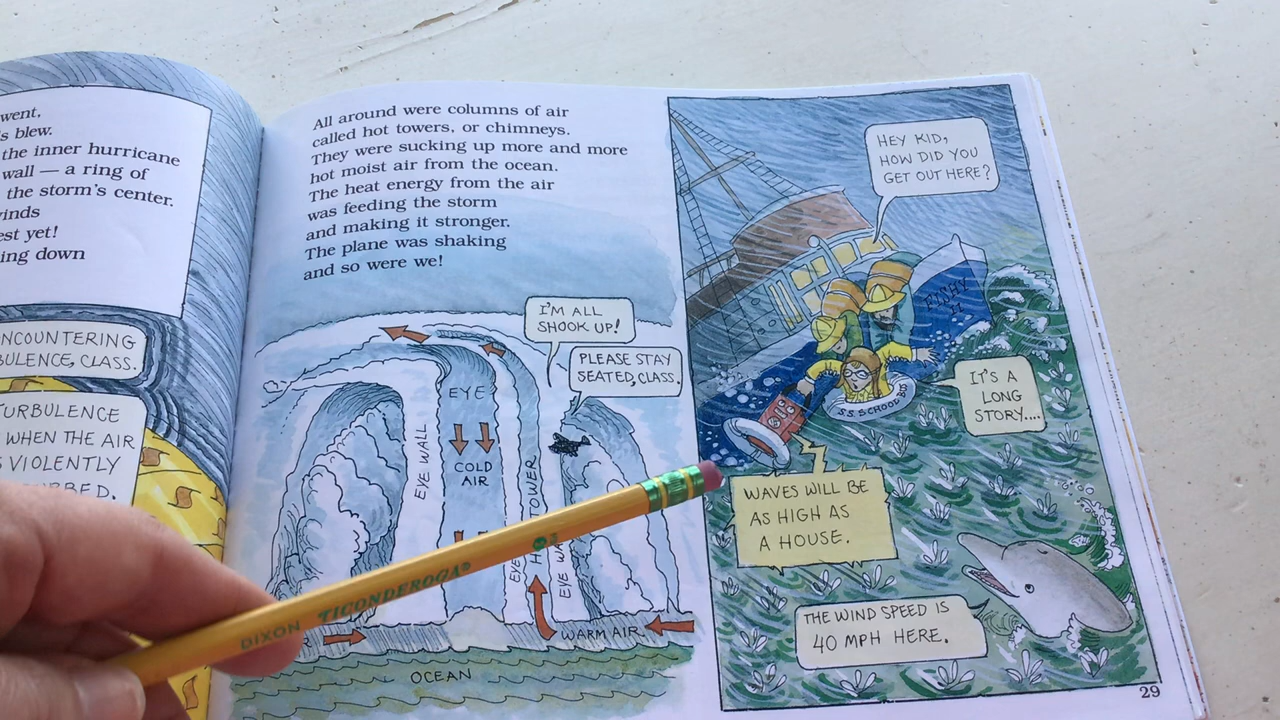 went,
s blew.
the inner hurricane
wall — a ring of
the storm's center.
winds
est yet!
ing down
NCOUNTERING
BULENCE, CLASS.
TURBULENCE
WHEN THE AIR
S VIOLENTLY
All around were columns of air
called hot towers, or chimneys.
They were sucking up more and more
hot moist air from the ocean.
The heat energy from the air
was feeding the storm
and making it stronger.
The plane was shaking
and so were we!
I'M ALL
SHOOK UP!
PLEASE STAY
SEATED, CLASS.
EYE
COLD
AIR
EYE WALL
TOWER
EYE
WARM AIR
OCEAN
DIXON TICONDEROGA®
HEY KID,
HOW DID YOU
GET OUT HERE?
S.S. SCHOOL BUS
IT'S A
LONG
STORY....
WAVES WILL BE
AS HIGH AS
A HOUSE.
THE WIND SPEED IS
40 MPH HERE.
29